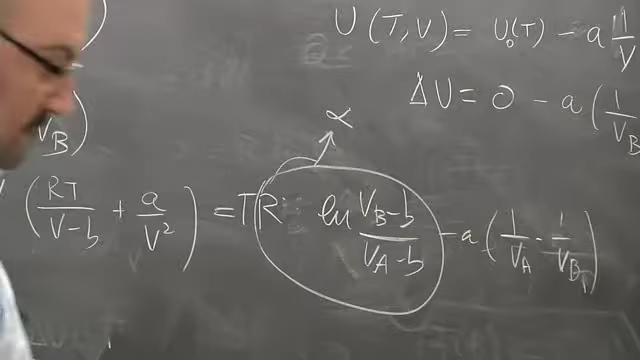 U (T,V) = U₀(T) - a 1/V
ΔU = 0 - a (1/V_B
V_B)
α
(RT/V-b + a/V²) = TR ln V_B-b/V_A-b - a (1/V_A - 1/V_B)